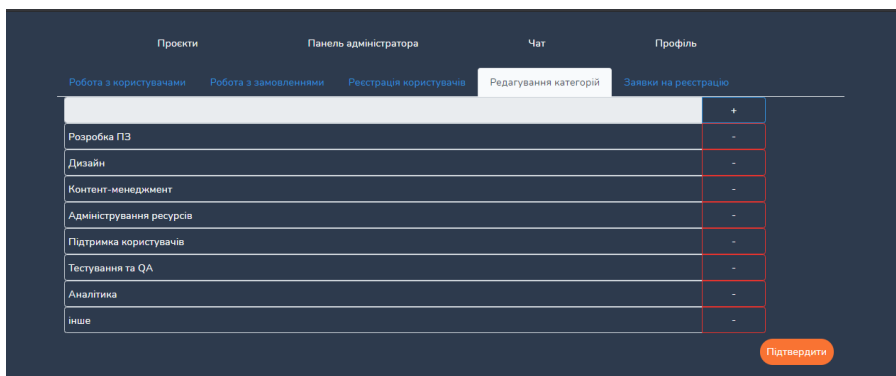 Проєкти Панель адміністратора Чат Профіль
Робота з користувачами Робота з замовленнями Реєстрація користувачів Редагування категорій Заявки на реєстрацію
+
Розробка ПЗ -
Дизайн -
Контент-менеджмент -
Адміністрування ресурсів -
Підтримка користувачів -
Тестування та QA -
Аналітика -
інше -
Підтвердити